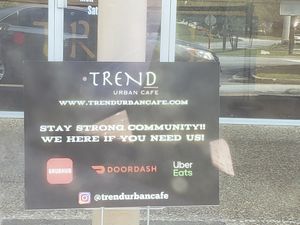 Sat
TREND
URBAN CAFE
WWW.TRENDURBANCAFE.COM
STAY STRONG COMMUNITY!!
WE HERE IF YOU NEED US!
GRUBHUB
DOORDASH
Uber
Eats
@trendurbancafe